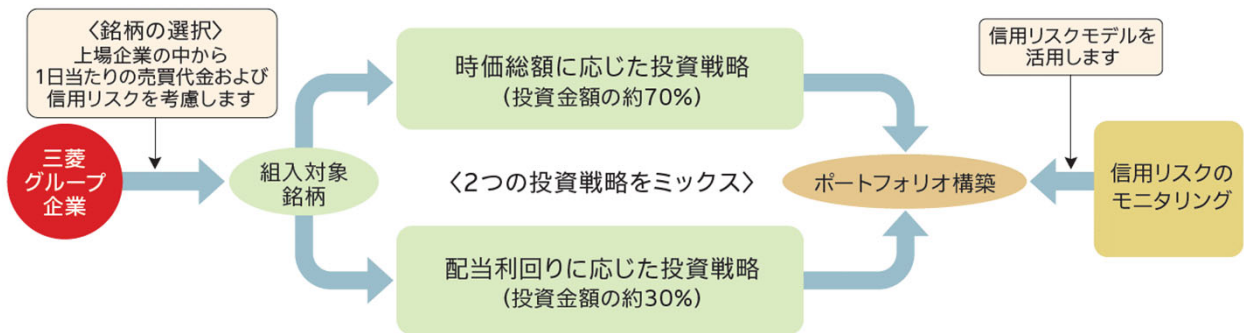 〈銘柄の選択〉
上場企業の中から
1日当たりの売買代金および
信用リスクを考慮します
三菱
グループ
企業
組入対象
銘柄
時価総額に応じた投資戦略
(投資金額の約70%)
〈2つの投資戦略をミックス〉
配当利回りに応じた投資戦略
(投資金額の約30%)
ポートフォリオ構築
信用リスクモデルを
活用します
信用リスクの
モニタリング